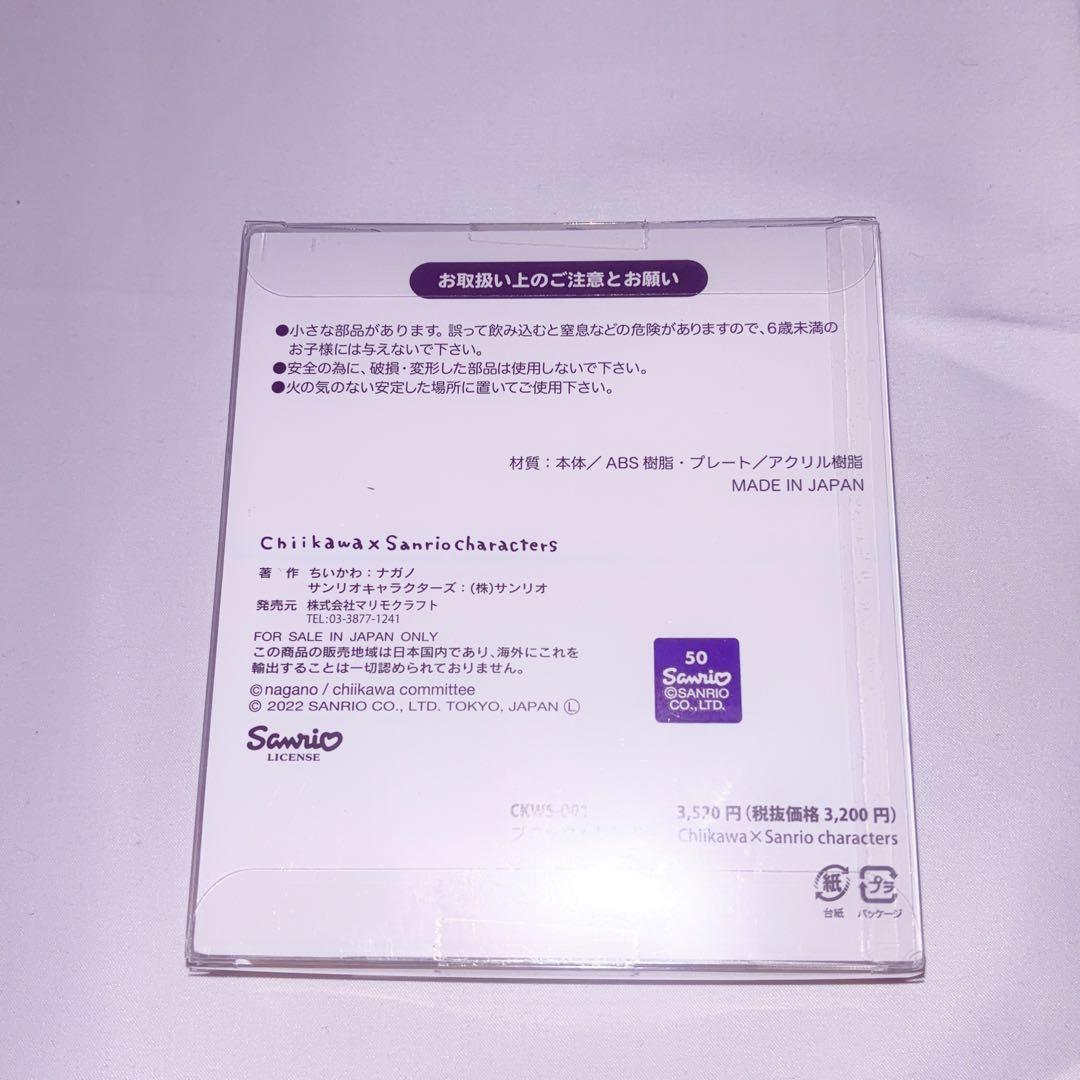 お取扱い上のご注意とお願い
●小さな部品があります。誤って飲み込むと窒息などの危険がありますので、6歳未満の
お子様には与えないで下さい。
●安全の為に、破損・変形した部品は使用しないで下さい。
●火の気のない安定した場所に置いてご使用下さい。
材質：本体／ABS樹脂・プレート／アクリル樹脂
MADE IN JAPAN
Chiikawa×Sanrio characters
著 作 ちいかわ：ナガノ
サンリオキャラクターズ：(株)サンリオ
発売元 株式会社マリモクラフト
TEL:03-3877-1241
FOR SALE IN JAPAN ONLY
この商品の販売地域は日本国内であり、海外にこれを
輸出することは一切認められておりません。
©nagano / chiikawa committee
© 2022 SANRIO CO., LTD. TOKYO, JAPAN Ⓛ
Sanrio
LICENSE
50
Sanrio
©SANRIO
CO., LTD.
CKWS-001 3,520円（税抜価格 3,200円）
Chiikawa×Sanrio characters
紙 プラ
台紙 パッケージ